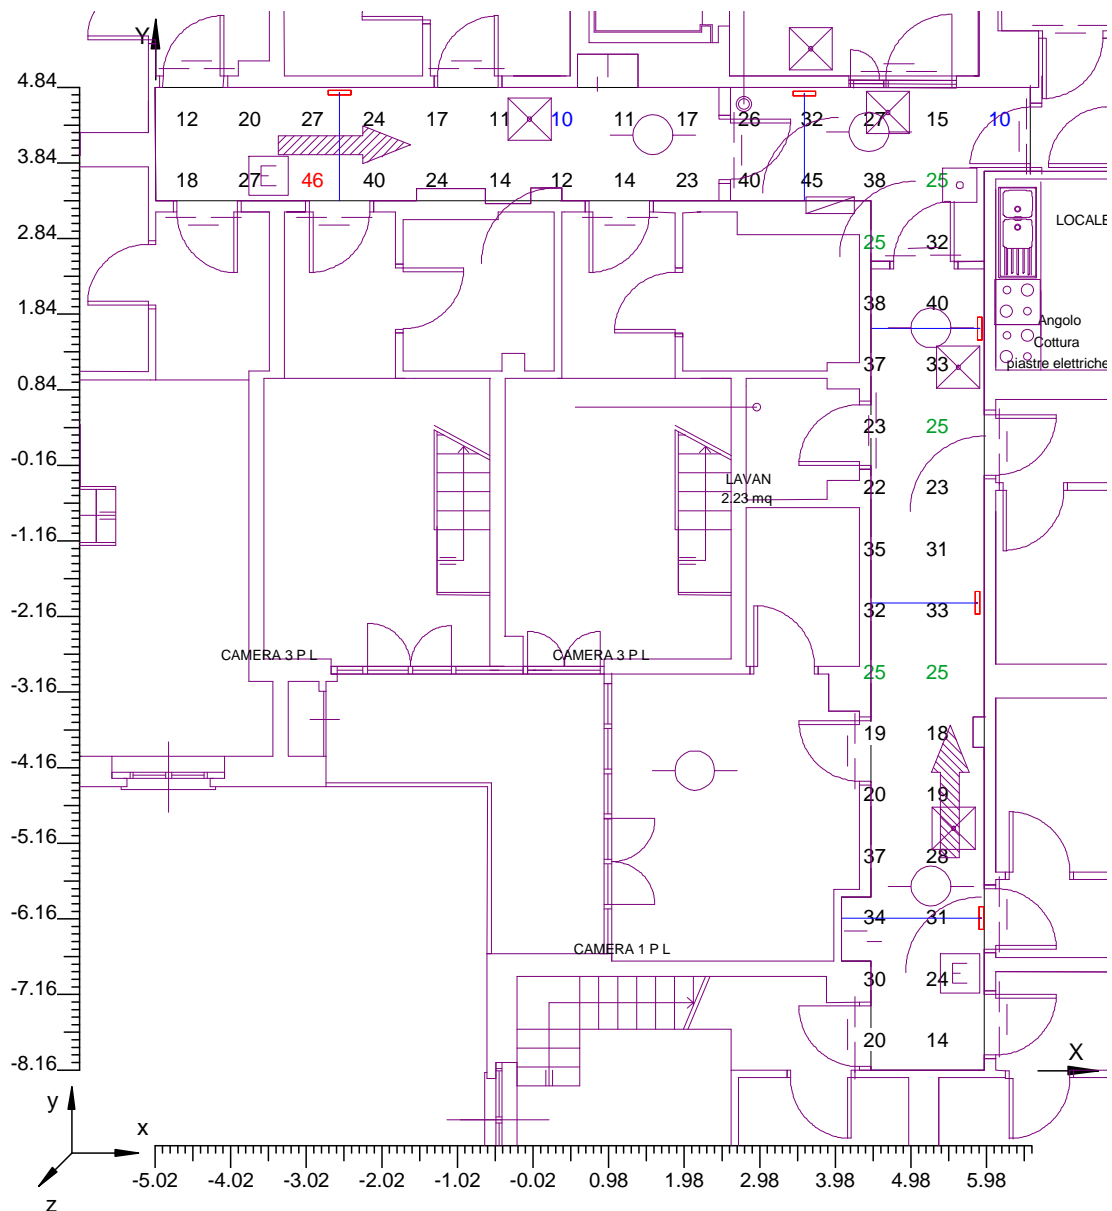 Y
4.84
12 20 27 24 17 11 10 11 17 26 32 27 15 10
3.84
18 27 46 40 24 14 12 14 23 40 45 38 25
E
LOCALE
2.84
25 32
1.84
38 40
Angolo
Cottura
piastre elettriche
37 33
0.84
23 25
-0.16
LAVAN
2.23 mq
22 23
-1.16
35 31
-2.16
32 33
CAMERA 3 P L CAMERA 3 P L
25 25
-3.16
19 18
-4.16
20 19
-5.16
37 28
-6.16
34 31
CAMERA 1 P L
30 24
E
-7.16
20 14
-8.16
X
y
x
z
-5.02 -4.02 -3.02 -2.02 -1.02 -0.02 0.98 1.98 2.98 3.98 4.98 5.98